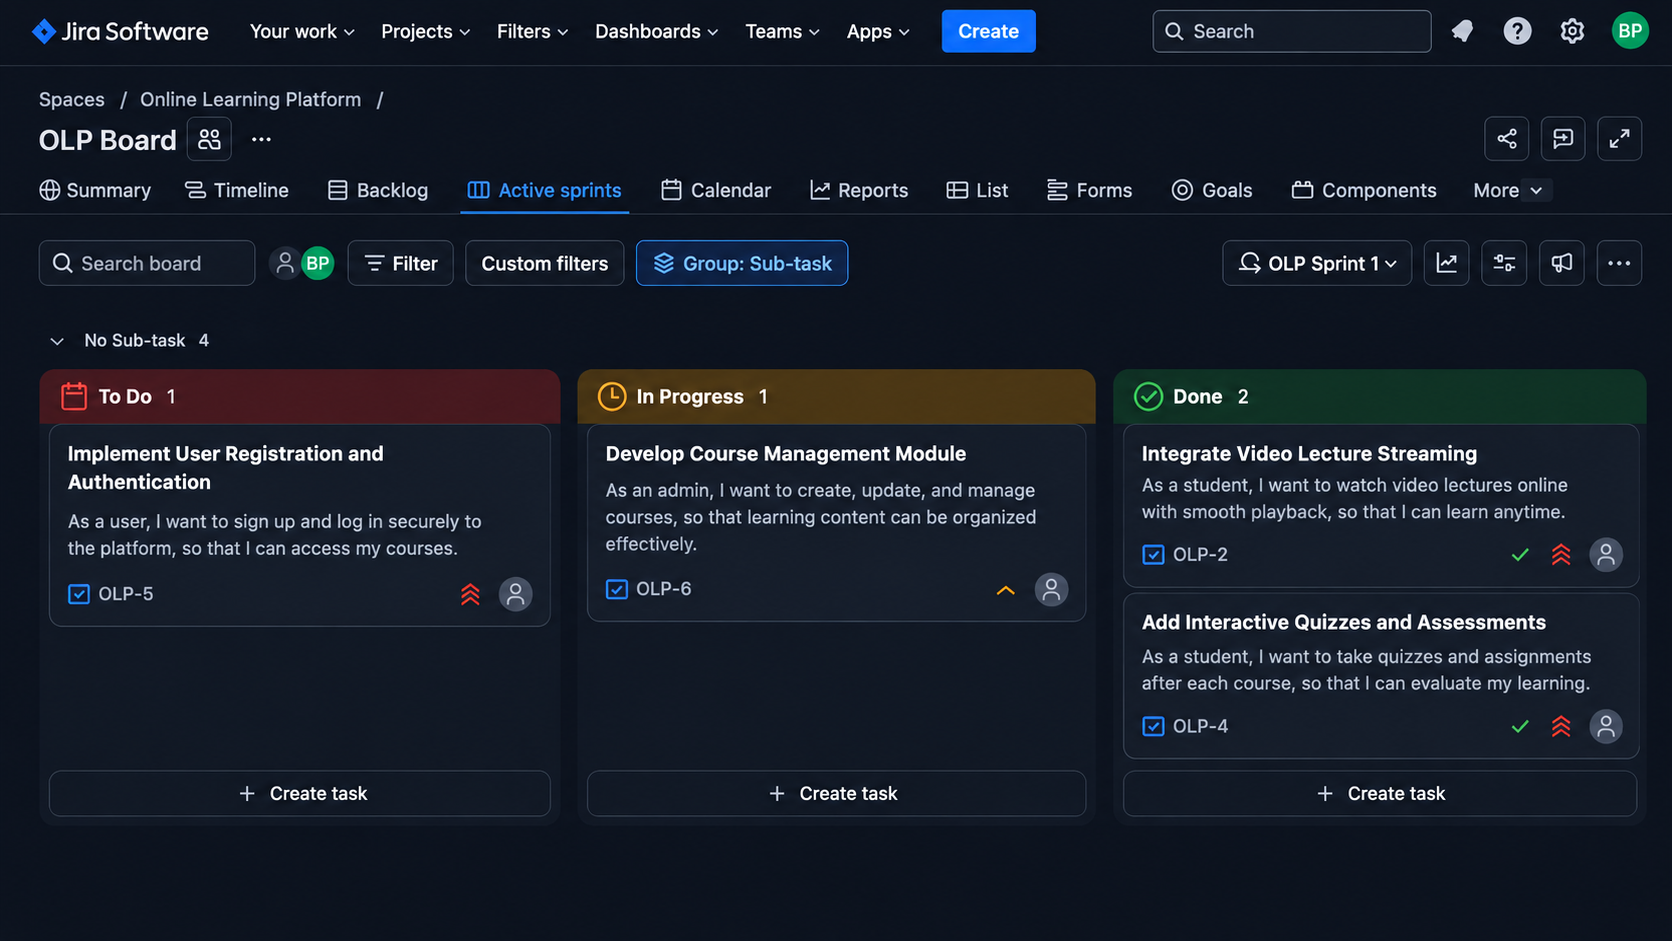 Jira Software
Your work
Projects
Filters
Dashboards
Teams
Apps
Create
Search
BP
Spaces / Online Learning Platform /
OLP Board
Summary
Timeline
Backlog
Active sprints
Calendar
Reports
List
Forms
Goals
Components
More
Search board
BP
Filter
Custom filters
Group: Sub-task
OLP Sprint 1
No Sub-task 4
To Do 1
Implement User Registration and
Authentication
As a user, I want to sign up and log in securely to
the platform, so that I can access my courses.
OLP-5
+ Create task
In Progress 1
Develop Course Management Module
As an admin, I want to create, update, and manage
courses, so that learning content can be organized
effectively.
OLP-6
+ Create task
Done 2
Integrate Video Lecture Streaming
As a student, I want to watch video lectures online
with smooth playback, so that I can learn anytime.
OLP-2
Add Interactive Quizzes and Assessments
As a student, I want to take quizzes and assignments
after each course, so that I can evaluate my learning.
OLP-4
+ Create task